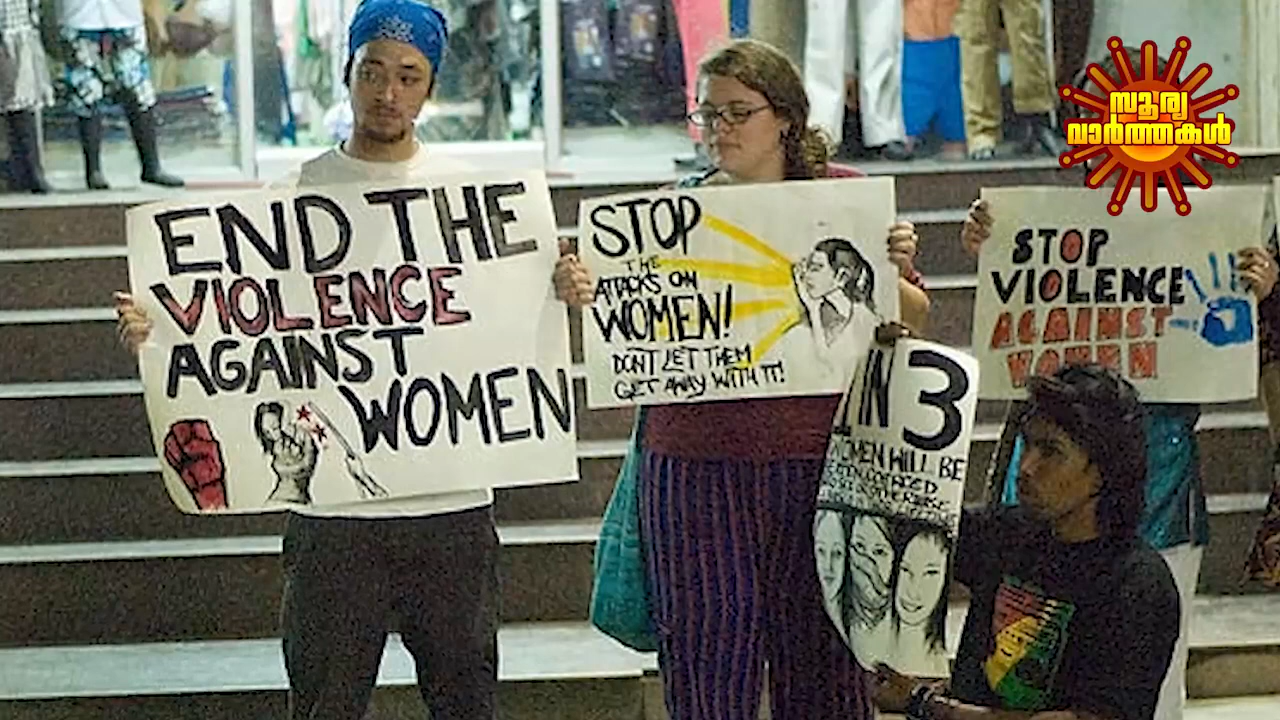 END THE
VIOLENCE
AGAINST
WOMEN
STOP
THE
ATTACKS ON
WOMEN!
DON'T LET THEM
GET AWAY WITH IT!
IN 3
WOMEN WILL BE
STOP
VIOLENCE
AGAINST
WOMEN
സൂര്യ
വാർത്തകൾ